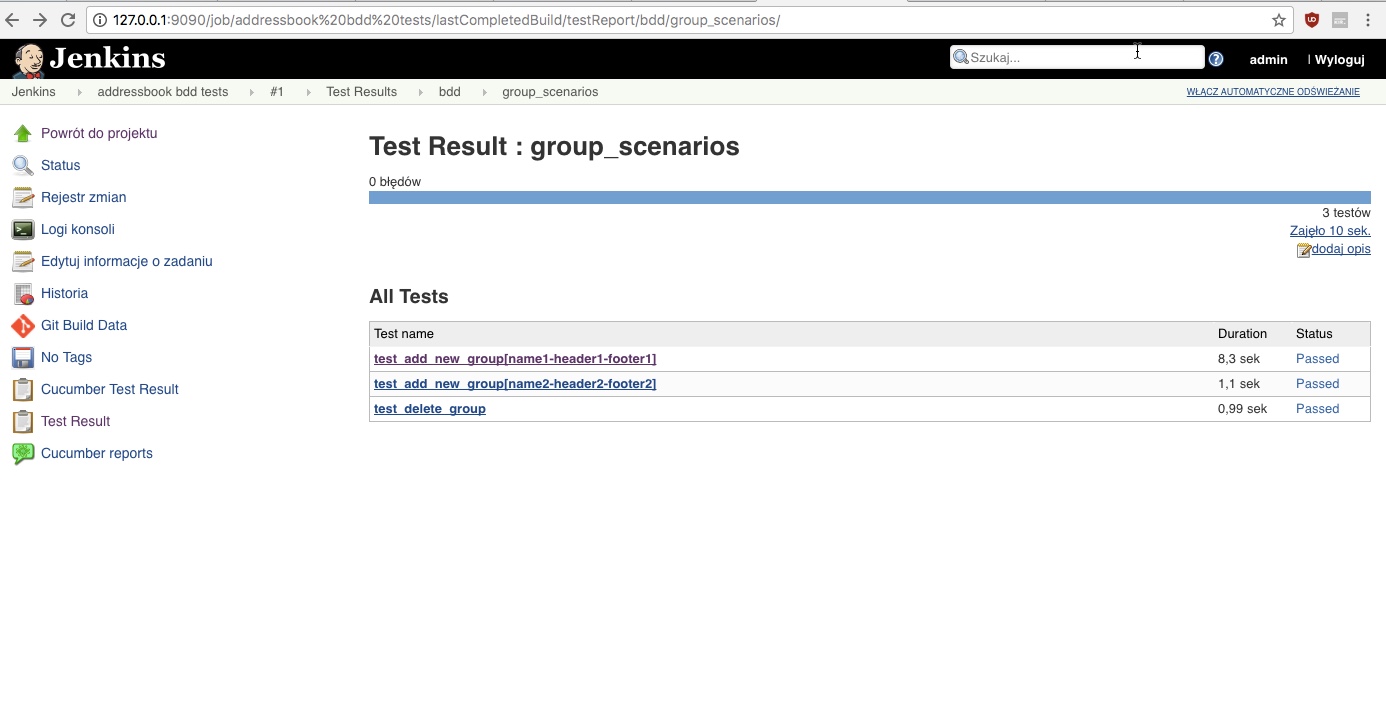 127.0.0.1:9090/job/addressbook%20bdd%20tests/lastCompletedBuild/testReport/bdd/group_scenarios/
Jenkins
Szukaj...
admin | Wyloguj
Jenkins addressbook bdd tests #1 Test Results bdd group_scenarios
WŁĄCZ AUTOMATYCZNE ODŚWIEŻANIE
Powrót do projektu
Status
Rejestr zmian
Logi konsoli
Edytuj informacje o zadaniu
Historia
Git Build Data
No Tags
Cucumber Test Result
Test Result
Cucumber reports
Test Result : group_scenarios
0 błędów
3 testów
Zajęło 10 sek.
dodaj opis
All Tests
Test name Duration Status
test_add_new_group[name1-header1-footer1] 8,3 sek Passed
test_add_new_group[name2-header2-footer2] 1,1 sek Passed
test_delete_group 0,99 sek Passed